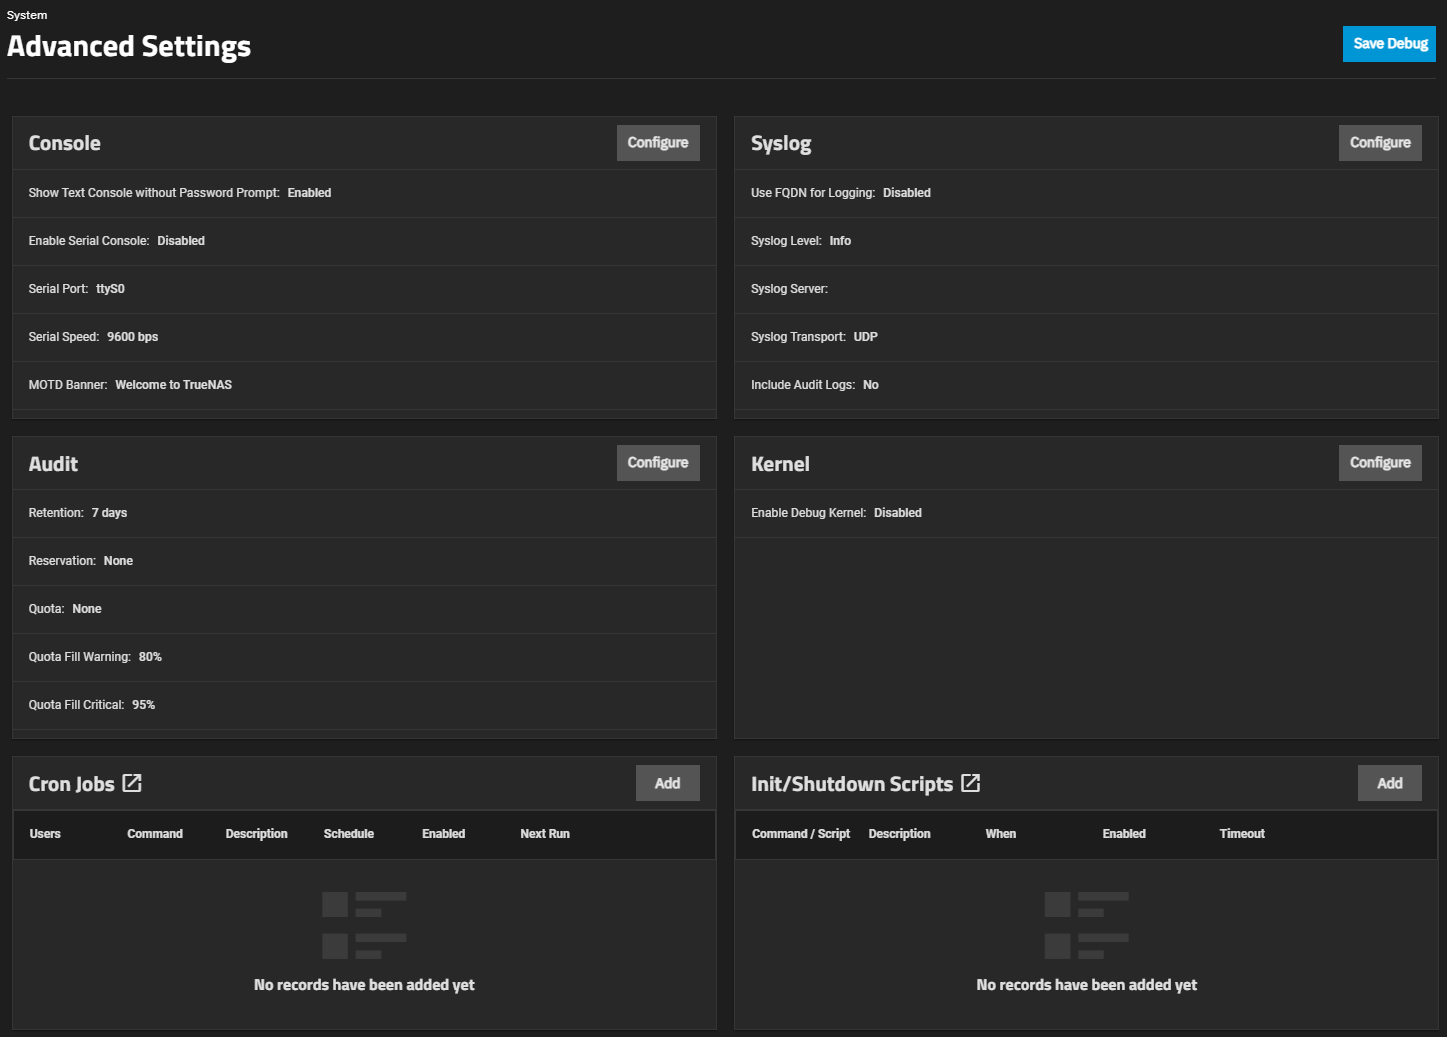 System
Advanced Settings
Save Debug
Console
Configure
Show Text Console without Password Prompt: Enabled
Enable Serial Console: Disabled
Serial Port: ttyS0
Serial Speed: 9600 bps
MOTD Banner: Welcome to TrueNAS
Syslog
Configure
Use FQDN for Logging: Disabled
Syslog Level: Info
Syslog Server:
Syslog Transport: UDP
Include Audit Logs: No
Audit
Configure
Retention: 7 days
Reservation: None
Quota: None
Quota Fill Warning: 80%
Quota Fill Critical: 95%
Kernel
Configure
Enable Debug Kernel: Disabled
Cron Jobs
Add
Users Command Description Schedule Enabled Next Run
No records have been added yet
Init/Shutdown Scripts
Add
Command / Script Description When Enabled Timeout
No records have been added yet